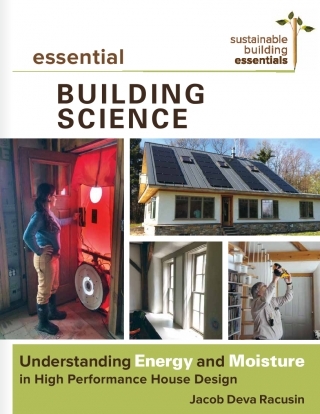 sustainable
building
essentials
essential
BUILDING
SCIENCE
Understanding Energy and Moisture
in High Performance House Design
Jacob Deva Racusin